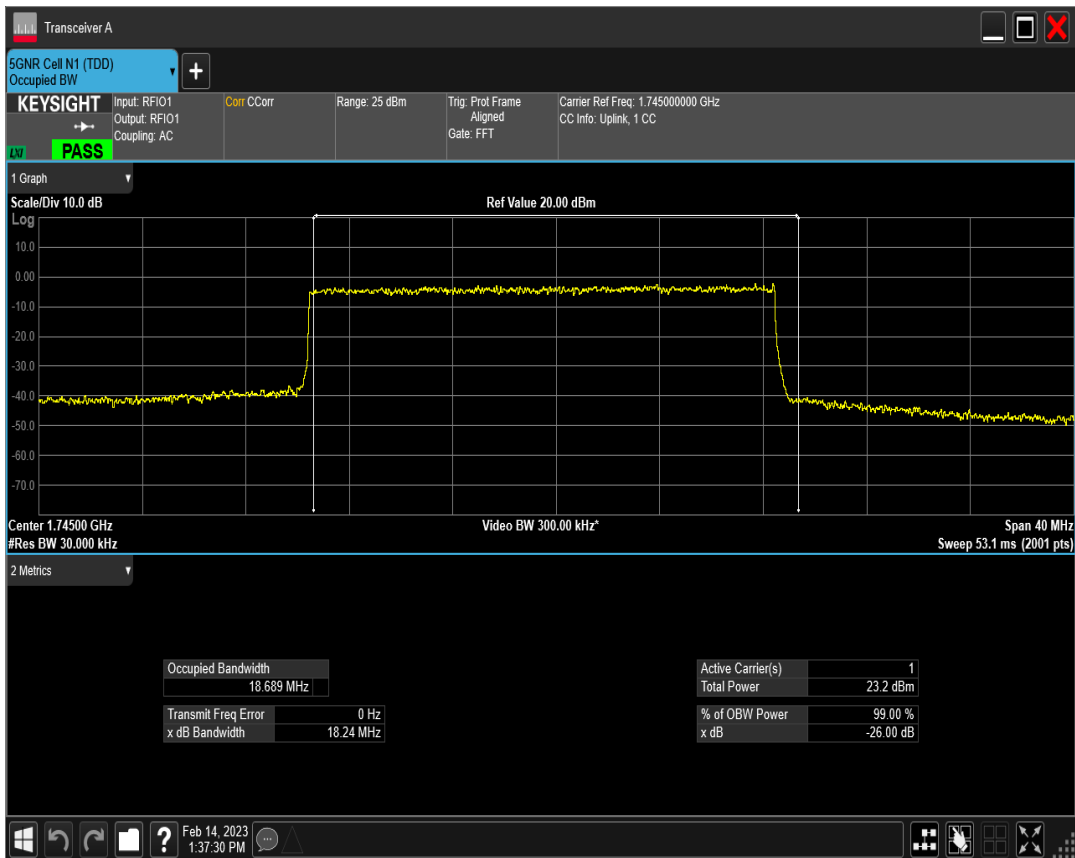 Transceiver A
5GNR Cell N1 (TDD)
Occupied BW
+
KEYSIGHT
LXI
PASS
Input: RFIO1
Output: RFIO1
Coupling: AC
Corr CCorr
Range: 25 dBm
Trig: Prot Frame
Aligned
Gate: FFT
Carrier Ref Freq: 1.745000000 GHz
CC Info: Uplink, 1 CC
1 Graph
Scale/Div 10.0 dB
Ref Value 20.00 dBm
Log
10.0
0.00
-10.0
-20.0
-30.0
-40.0
-50.0
-60.0
-70.0
Center 1.74500 GHz
Video BW 300.00 kHz*
Span 40 MHz
#Res BW 30.000 kHz
Sweep 53.1 ms (2001 pts)
2 Metrics
Occupied Bandwidth
18.689 MHz
Transmit Freq Error 0 Hz
x dB Bandwidth 18.24 MHz
Active Carrier(s) 1
Total Power 23.2 dBm
% of OBW Power 99.00 %
x dB -26.00 dB
?
Feb 14, 2023
1:37:30 PM